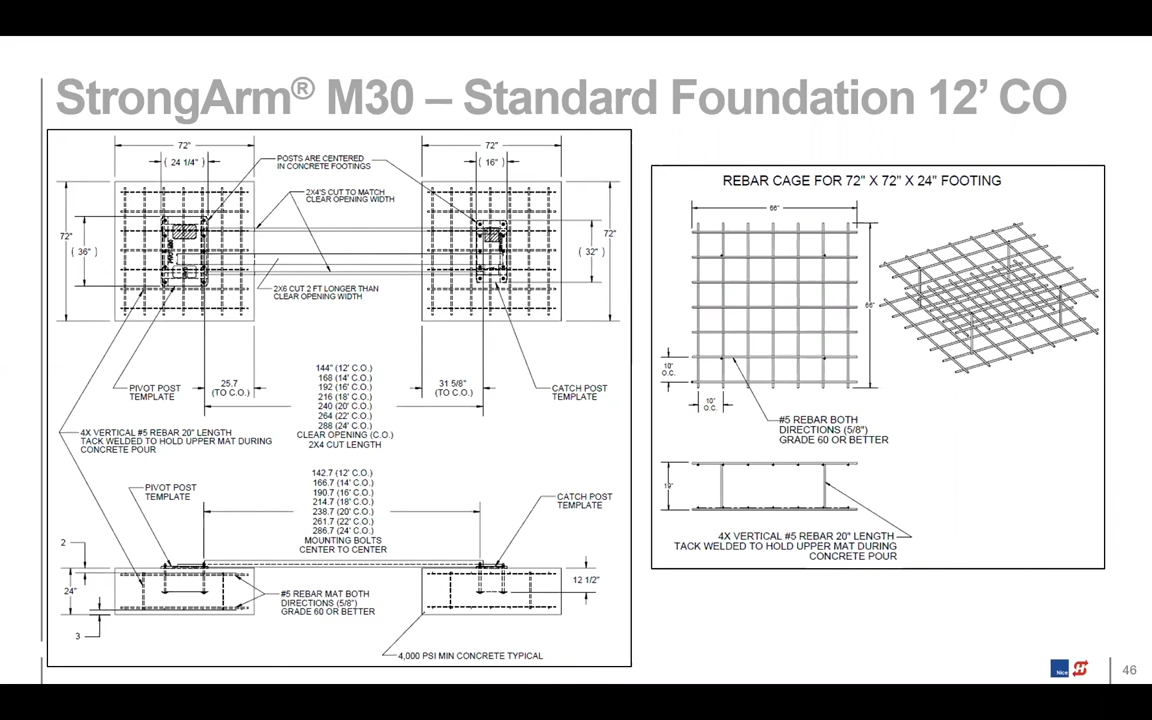 StrongArm® M30 – Standard Foundation 12’ CO
72"
( 24 1/4" )
POSTS ARE CENTERED
IN CONCRETE FOOTINGS
72"
( 16" )
2X4'S CUT TO MATCH
CLEAR OPENING WIDTH
72"
( 36" )
72"
( 32" )
2X6 CUT 2 FT LONGER THAN
CLEAR OPENING WIDTH
PIVOT POST
TEMPLATE
25.7
(TO C.O.)
144" (12' C.O.)
168 (14' C.O.)
192 (16' C.O.)
216 (18' C.O.)
240 (20' C.O.)
264 (22' C.O.)
288 (24' C.O.)
CLEAR OPENING (C.O.)
2X4 CUT LENGTH
31 5/8"
(TO C.O.)
CATCH POST
TEMPLATE
4X VERTICAL #5 REBAR 20" LENGTH
TACK WELDED TO HOLD UPPER MAT DURING
CONCRETE POUR
PIVOT POST
TEMPLATE
142.7 (12' C.O.)
166.7 (14' C.O.)
190.7 (16' C.O.)
214.7 (18' C.O.)
238.7 (20' C.O.)
261.7 (22' C.O.)
286.7 (24' C.O.)
MOUNTING BOLTS
CENTER TO CENTER
CATCH POST
TEMPLATE
2
24"
3
#5 REBAR MAT BOTH
DIRECTIONS (5/8")
GRADE 60 OR BETTER
12 1/2"
4,000 PSI MIN CONCRETE TYPICAL
REBAR CAGE FOR 72" X 72" X 24" FOOTING
66"
66"
10"
O.C.
10"
O.C.
#5 REBAR BOTH
DIRECTIONS (5/8")
GRADE 60 OR BETTER
19"
4X VERTICAL #5 REBAR 20" LENGTH
TACK WELDED TO HOLD UPPER MAT DURING
CONCRETE POUR
Nice
46